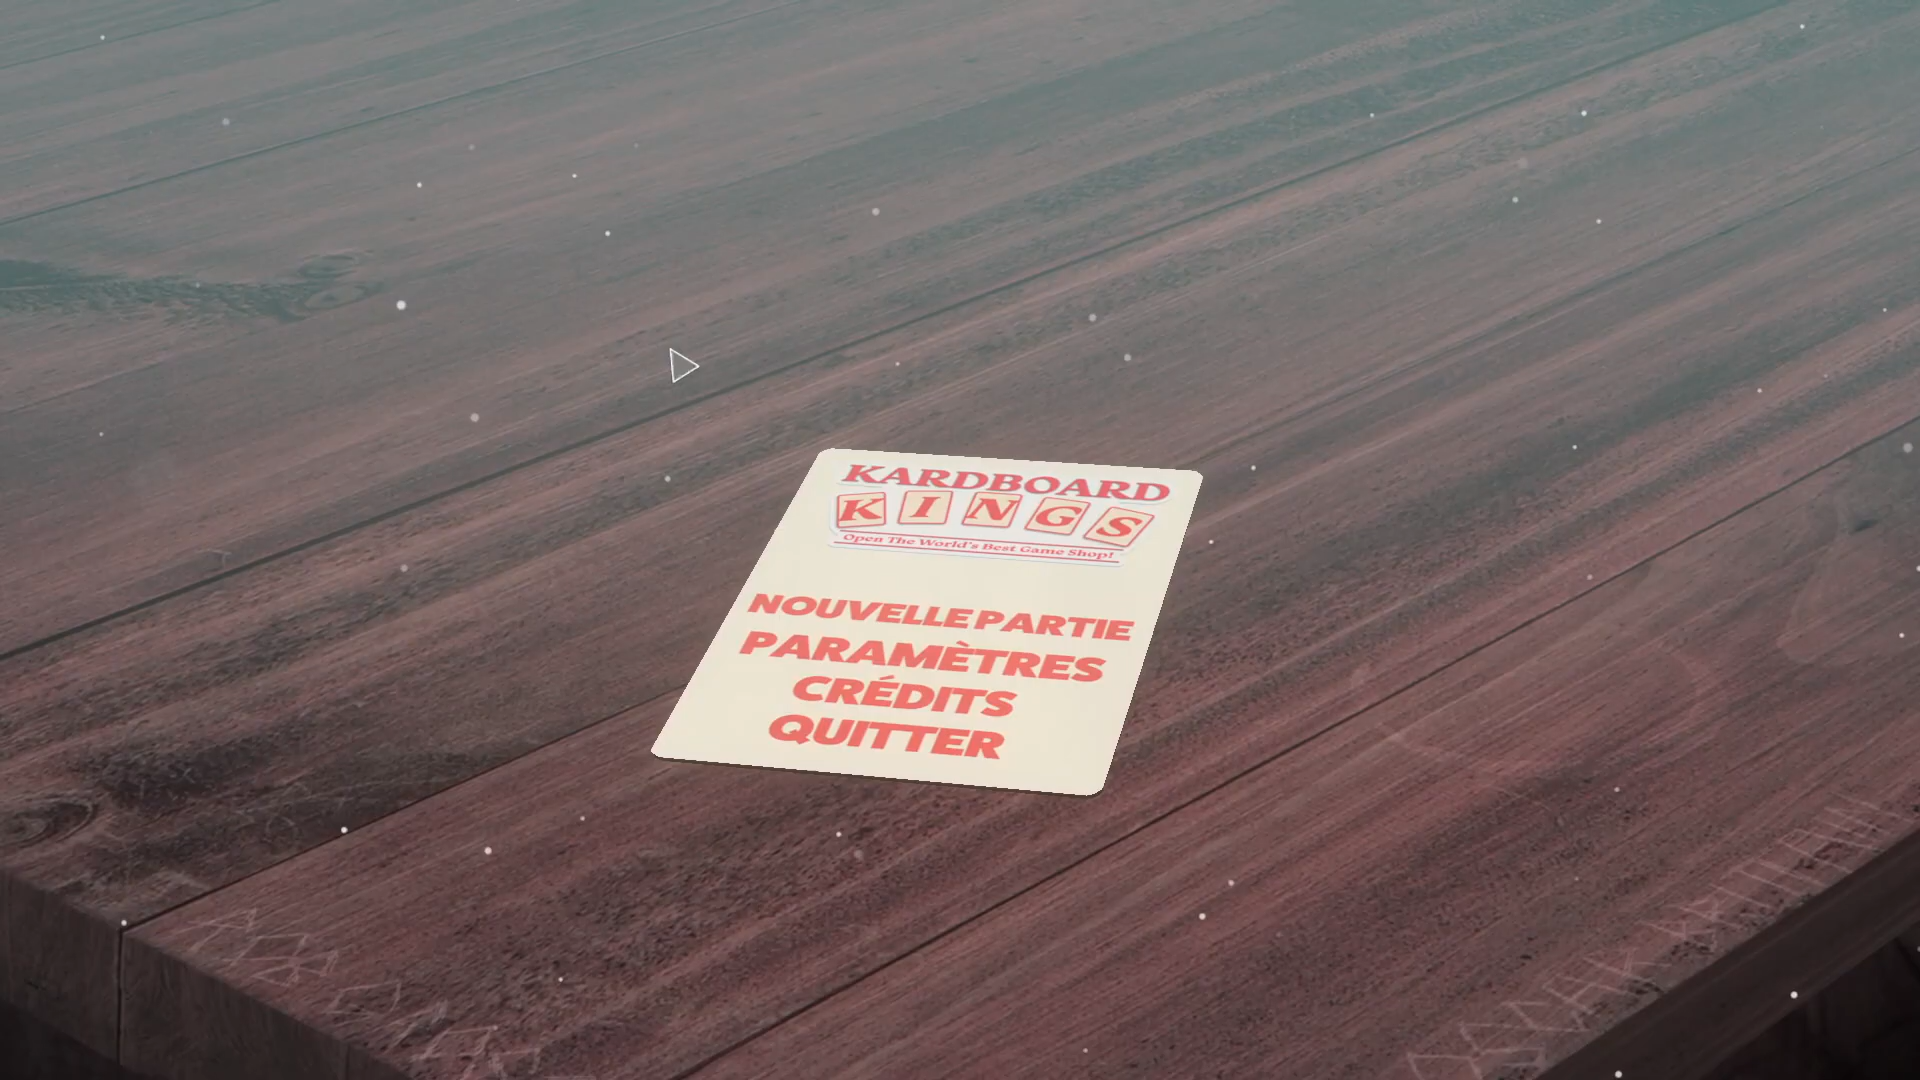 KARDBOARD
KINGS
Open The World's Best Game Shop!
NOUVELLE PARTIE
PARAMÈTRES
CRÉDITS
QUITTER